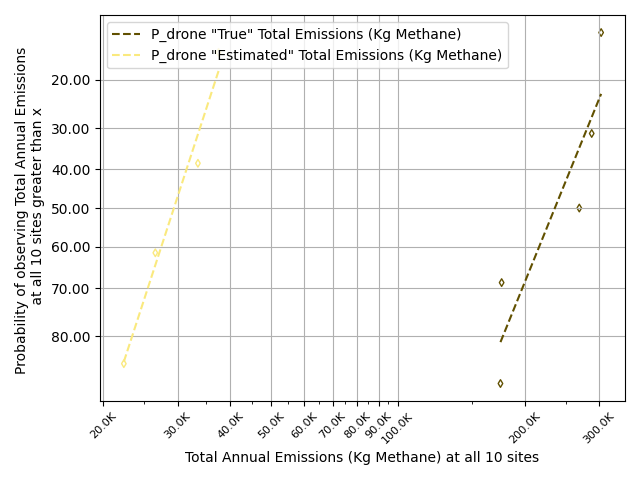 P_drone "True" Total Emissions (Kg Methane)
P_drone "Estimated" Total Emissions (Kg Methane)
Probability of observing Total Annual Emissions
at all 10 sites greater than x
20.00
30.00
40.00
50.00
60.00
70.00
80.00
20.0K
30.0K
40.0K
50.0K
60.0K
70.0K
80.0K
90.0K
100.0K
200.0K
300.0K
Total Annual Emissions (Kg Methane) at all 10 sites